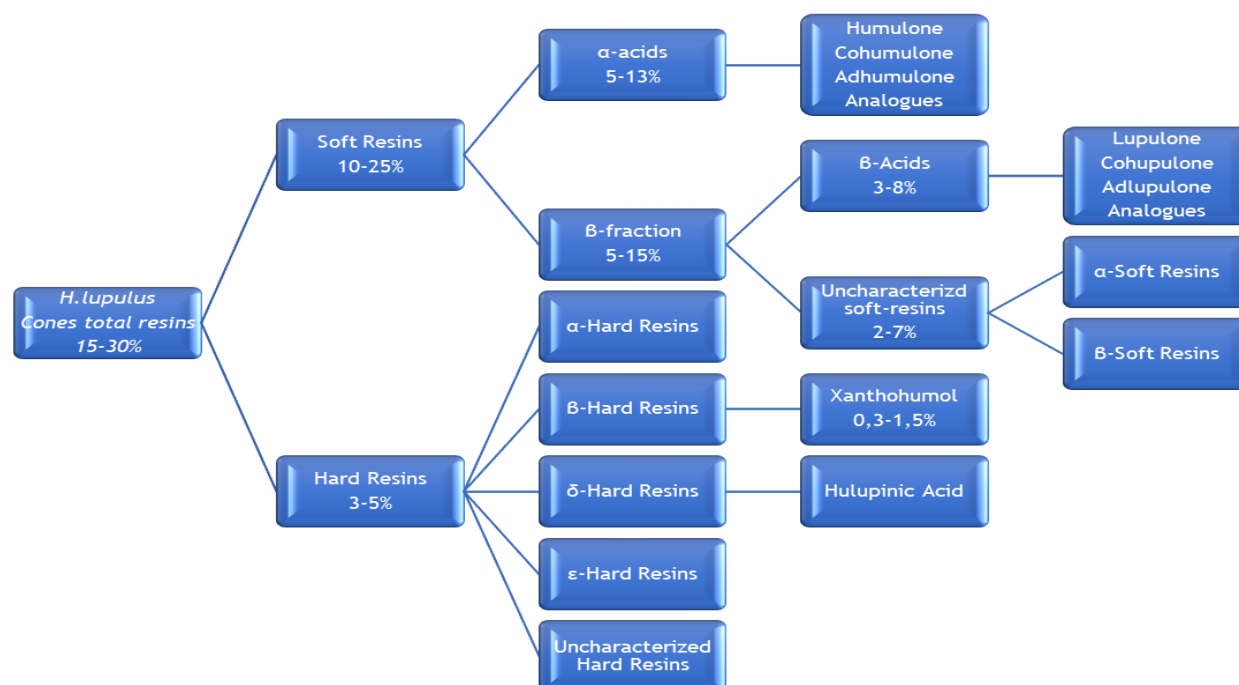 H.lupulus
Cones total resins
15-30%
Soft Resins
10-25%
α-acids
5-13%
Humulone
Cohumulone
Adhumulone
Analogues
β-fraction
5-15%
β-Acids
3-8%
Lupulone
Cohupulone
Adlupulone
Analogues
Uncharacterizd
soft-resins
2-7%
α-Soft Resins
β-Soft Resins
Hard Resins
3-5%
α-Hard Resins
β-Hard Resins
Xanthohumol
0,3-1,5%
δ-Hard Resins
Hulupinic Acid
ε-Hard Resins
Uncharacterized
Hard Resins